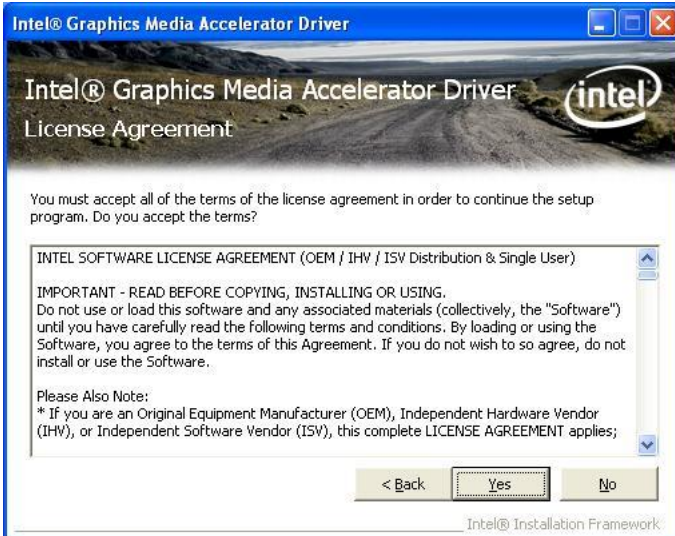 Intel® Graphics Media Accelerator Driver
Intel® Graphics Media Accelerator Driver
License Agreement
intel
You must accept all of the terms of the license agreement in order to continue the setup
program. Do you accept the terms?
INTEL SOFTWARE LICENSE AGREEMENT (OEM / IHV / ISV Distribution & Single User)
IMPORTANT - READ BEFORE COPYING, INSTALLING OR USING.
Do not use or load this software and any associated materials (collectively, the "Software")
until you have carefully read the following terms and conditions. By loading or using the
Software, you agree to the terms of this Agreement. If you do not wish to so agree, do not
install or use the Software.
Please Also Note:
* If you are an Original Equipment Manufacturer (OEM), Independent Hardware Vendor
(IHV), or Independent Software Vendor (ISV), this complete LICENSE AGREEMENT applies;
< Back Yes No
Intel® Installation Framework